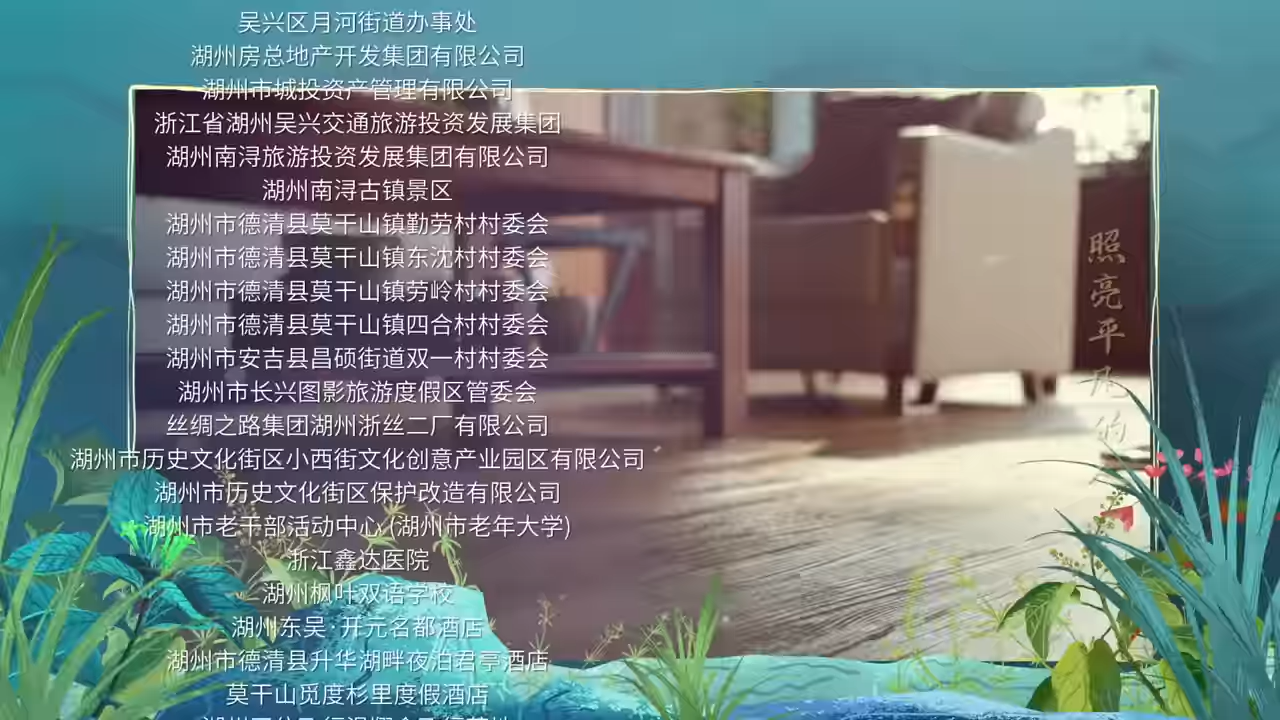 吴兴区月河街道办事处
湖州房总地产开发集团有限公司
湖州市城投资产管理有限公司
浙江省湖州吴兴交通旅游投资发展集团
湖州南浔旅游投资发展集团有限公司
湖州南浔古镇景区
湖州市德清县莫干山镇勤劳村村委会
湖州市德清县莫干山镇东沈村村委会
湖州市德清县莫干山镇劳岭村村委会
湖州市德清县莫干山镇四合村村委会
湖州市安吉县昌硕街道双一村村委会
湖州市长兴图影旅游度假区管委会
丝绸之路集团湖州浙丝二厂有限公司
湖州市历史文化街区小西街文化创意产业园区有限公司
湖州市历史文化街区保护改造有限公司
湖州市老干部活动中心(湖州市老年大学)
浙江鑫达医院
湖州枫叶双语学校
湖州东吴·开元名都酒店
湖州市德清县升华湖畔夜泊君亭酒店
莫干山觅度杉里度假酒店
照亮平凡的